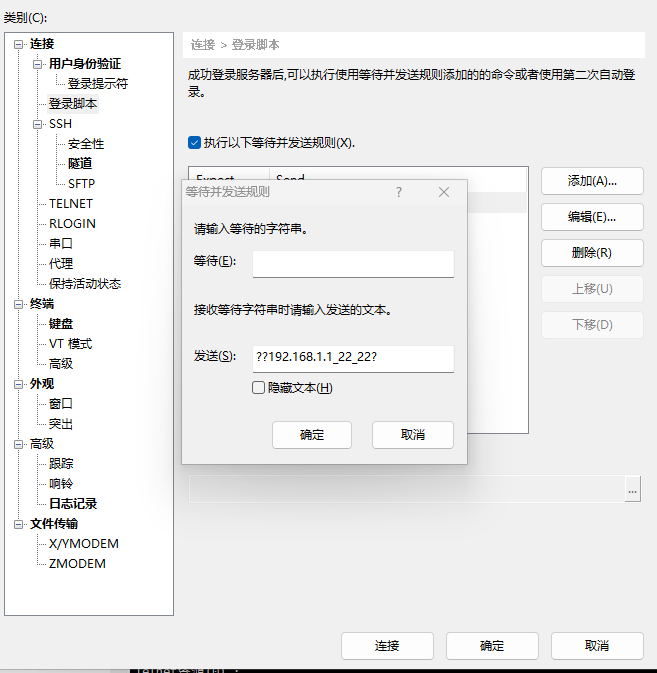 类别(C):
连接
用户身份验证
登录提示符
登录脚本
SSH
安全性
隧道
SFTP
TELNET
RLOGIN
串口
代理
保持活动状态
终端
键盘
VT 模式
高级
外观
窗口
突出
高级
跟踪
响铃
日志记录
文件传输
X/YMODEM
ZMODEM
连接 > 登录脚本
成功登录服务器后,可以执行使用等待并发送规则添加的的命令或者使用第二次自动登
录。
执行以下等待并发送规则(X).
Expect Send
添加(A)...
编辑(E)...
删除(R)
上移(U)
下移(D)
等待并发送规则 ?
请输入等待的字符串。
等待(E):
接收等待字符串时请输入发送的文本。
发送(S): ??192.168.1.1_22_22?
隐藏文本(H)
确定 取消
...
连接 确定 取消